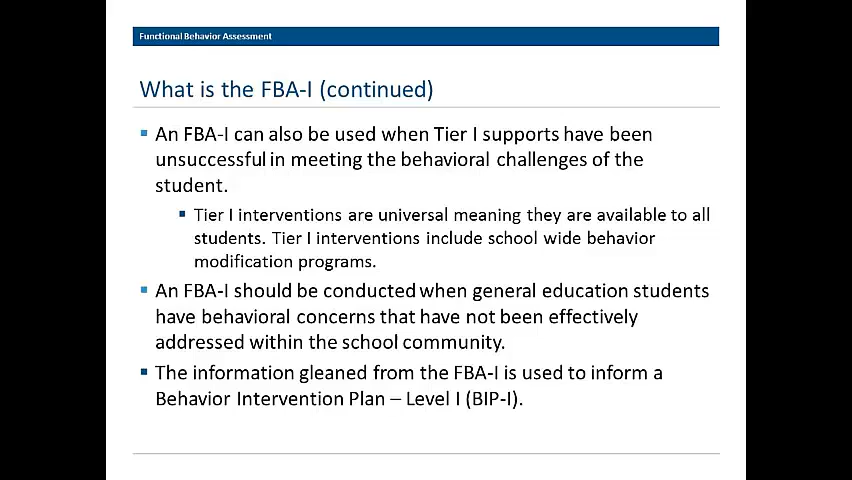 Functional Behavior Assessment
What is the FBA-I (continued)
An FBA-I can also be used when Tier I supports have been
unsuccessful in meeting the behavioral challenges of the
student.
Tier I interventions are universal meaning they are available to all
students. Tier I interventions include school wide behavior
modification programs.
An FBA-I should be conducted when general education students
have behavioral concerns that have not been effectively
addressed within the school community.
The information gleaned from the FBA-I is used to inform a
Behavior Intervention Plan – Level I (BIP-I).